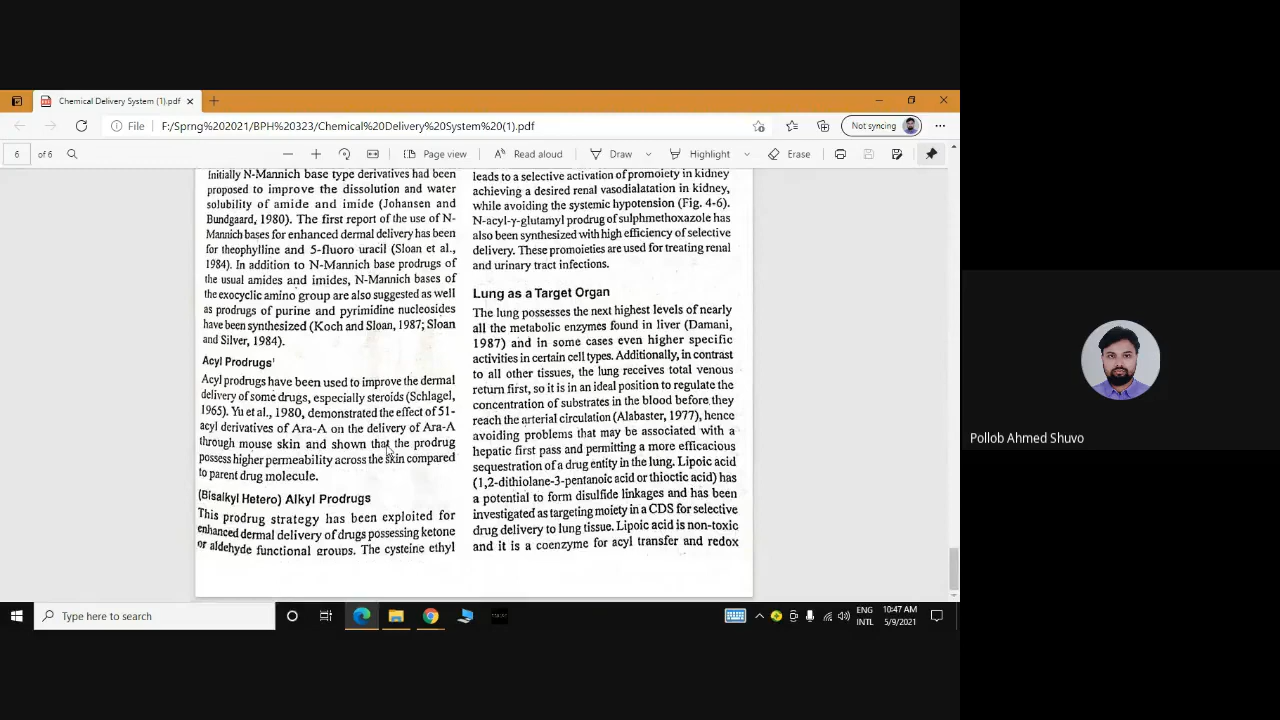 Chemical Delivery System (1).pdf
File
F:/Sprng%202021/BPH%20323/Chemical%20Delivery%20System%20(1).pdf
Not syncing
6
of 6
Page view
Read aloud
Draw
Highlight
Erase
initially N-Mannich base type derivatives had been
proposed to improve the dissolution and water
solubility of amide and imide (Johansen and
Bundgaard, 1980). The first report of the use of N-
Mannich bases for enhanced dermal delivery has been
for theophylline and 5-fluoro uracil (Sloan et al.,
1984). In addition to N-Mannich base prodrugs of
the usual amides and imides, N-Mannich bases of
the exocyclic amino group are also suggested as well
as prodrugs of purine and pyrimidine nucleosides
have been synthesized (Koch and Sloan, 1987; Sloan
and Silver, 1984).
Acyl Prodrugs
Acyl prodrugs have been used to improve the dermal
delivery of some drugs, especially steroids (Schlagel,
1965). Yu et al., 1980, demonstrated the effect of 51-
acyl derivatives of Ara-A on the delivery of Ara-A
through mouse skin and shown that the prodrug
possess higher permeability across the skin compared
to parent drug molecule.
(Bisalkyl Hetero) Alkyl Prodrugs
This prodrug strategy has been exploited for
enhanced dermal delivery of drugs possessing ketone
or aldehyde functional groups. The cysteine ethyl
leads to a selective activation of promoiety in kidney
achieving a desired renal vasodialatation in kidney,
while avoiding the systemic hypotension (Fig. 4-6).
N-acyl-γ-glutamyl prodrug of sulphmethoxazole has
also been synthesized with high efficiency of selective
delivery. These promoieties are used for treating renal
and urinary tract infections.
Lung as a Target Organ
The lung possesses the next highest levels of nearly
all the metabolic enzymes found in liver (Damani,
1987) and in some cases even higher specific
activities in certain cell types. Additionally, in contrast
to all other tissues, the lung receives total venous
return first, so it is in an ideal position to regulate the
concentration of substrates in the blood before they
reach the arterial circulation (Alabaster, 1977), hence
avoiding problems that may be associated with a
hepatic first pass and permitting a more efficacious
sequestration of a drug entity in the lung. Lipoic acid
(1,2-dithiolane-3-pentanoic acid or thioctic acid) has
a potential to form disulfide linkages and has been
investigated as targeting moiety in a CDS for selective
drug delivery to lung tissue. Lipoic acid is non-toxic
and it is a coenzyme for acyl transfer and redox
Type here to search
ENG
INTL
10:47 AM
5/9/2021
Pollob Ahmed Shuvo